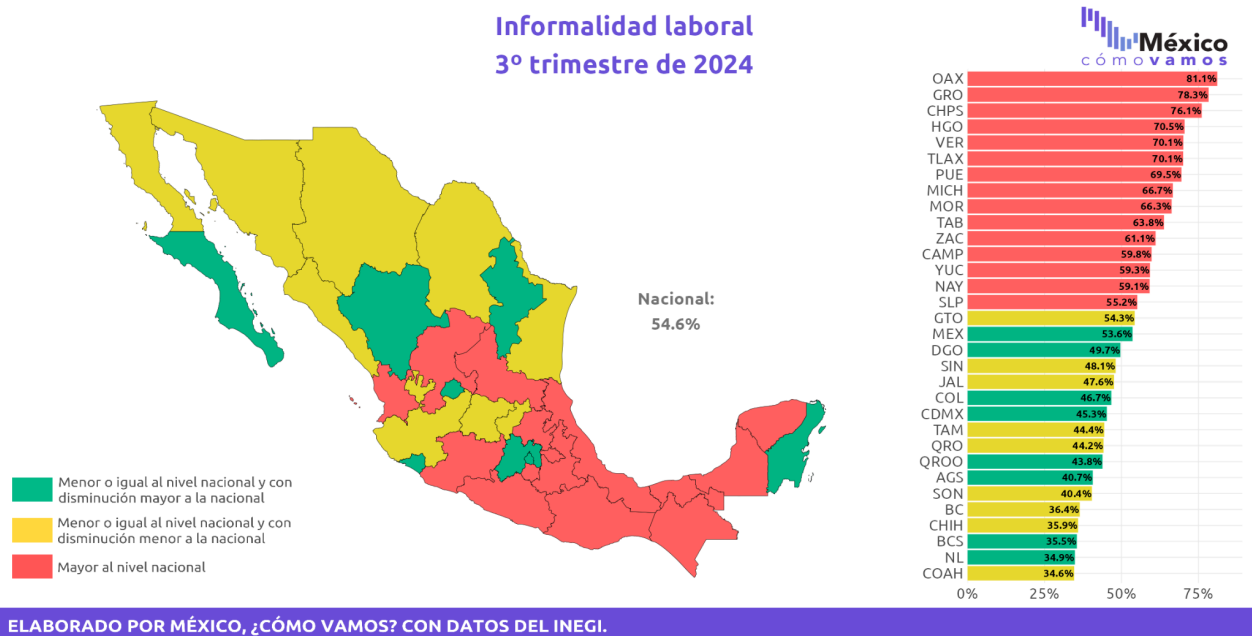 Informalidad laboral
3º trimestre de 2024
México
cómo vamos
Nacional:
54.6%
Menor o igual al nivel nacional y con
disminución mayor a la nacional
Menor o igual al nivel nacional y con
disminución menor a la nacional
Mayor al nivel nacional
OAX 81.1%
GRO 78.3%
CHPS 76.1%
HGO 70.5%
VER 70.1%
TLAX 70.1%
PUE 69.5%
MICH 66.7%
MOR 66.3%
TAB 63.8%
ZAC 61.1%
CAMP 59.8%
YUC 59.3%
NAY 59.1%
SLP 55.2%
GTO 54.3%
MEX 53.6%
DGO 49.7%
SIN 48.1%
JAL 47.6%
COL 46.7%
CDMX 45.3%
TAM 44.4%
QRO 44.2%
QROO 43.8%
AGS 40.7%
SON 40.4%
BC 36.4%
CHIH 35.9%
BCS 35.5%
NL 34.9%
COAH 34.6%
0% 25% 50% 75%
ELABORADO POR MÉXICO, ¿CÓMO VAMOS? CON DATOS DEL INEGI.